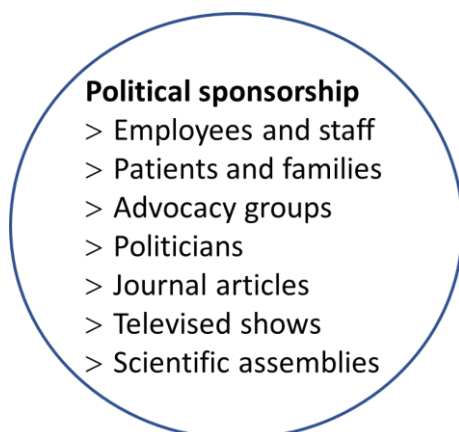 Political sponsorship
> Employees and staff
> Patients and families
> Advocacy groups
> Politicians
> Journal articles
> Televised shows
> Scientific assemblies